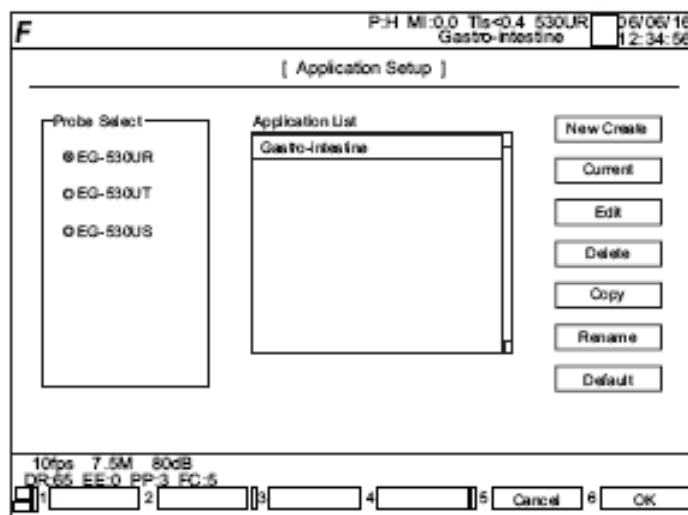 F
P:H MI:0.0 TIs<0.4 530UR 06/06/16
Gastro-intestine 12:34:56
[ Application Setup ]
Probe Select
EG-530UR
EG-530UT
EG-530US
Application List
Gastro-intestine
New Create
Current
Edit
Delete
Copy
Rename
Default
10fps 7.5M 80dB
DR:65 EE:0 PP:3 FC:5
1 2 3 4 5 Cancel 6 OK